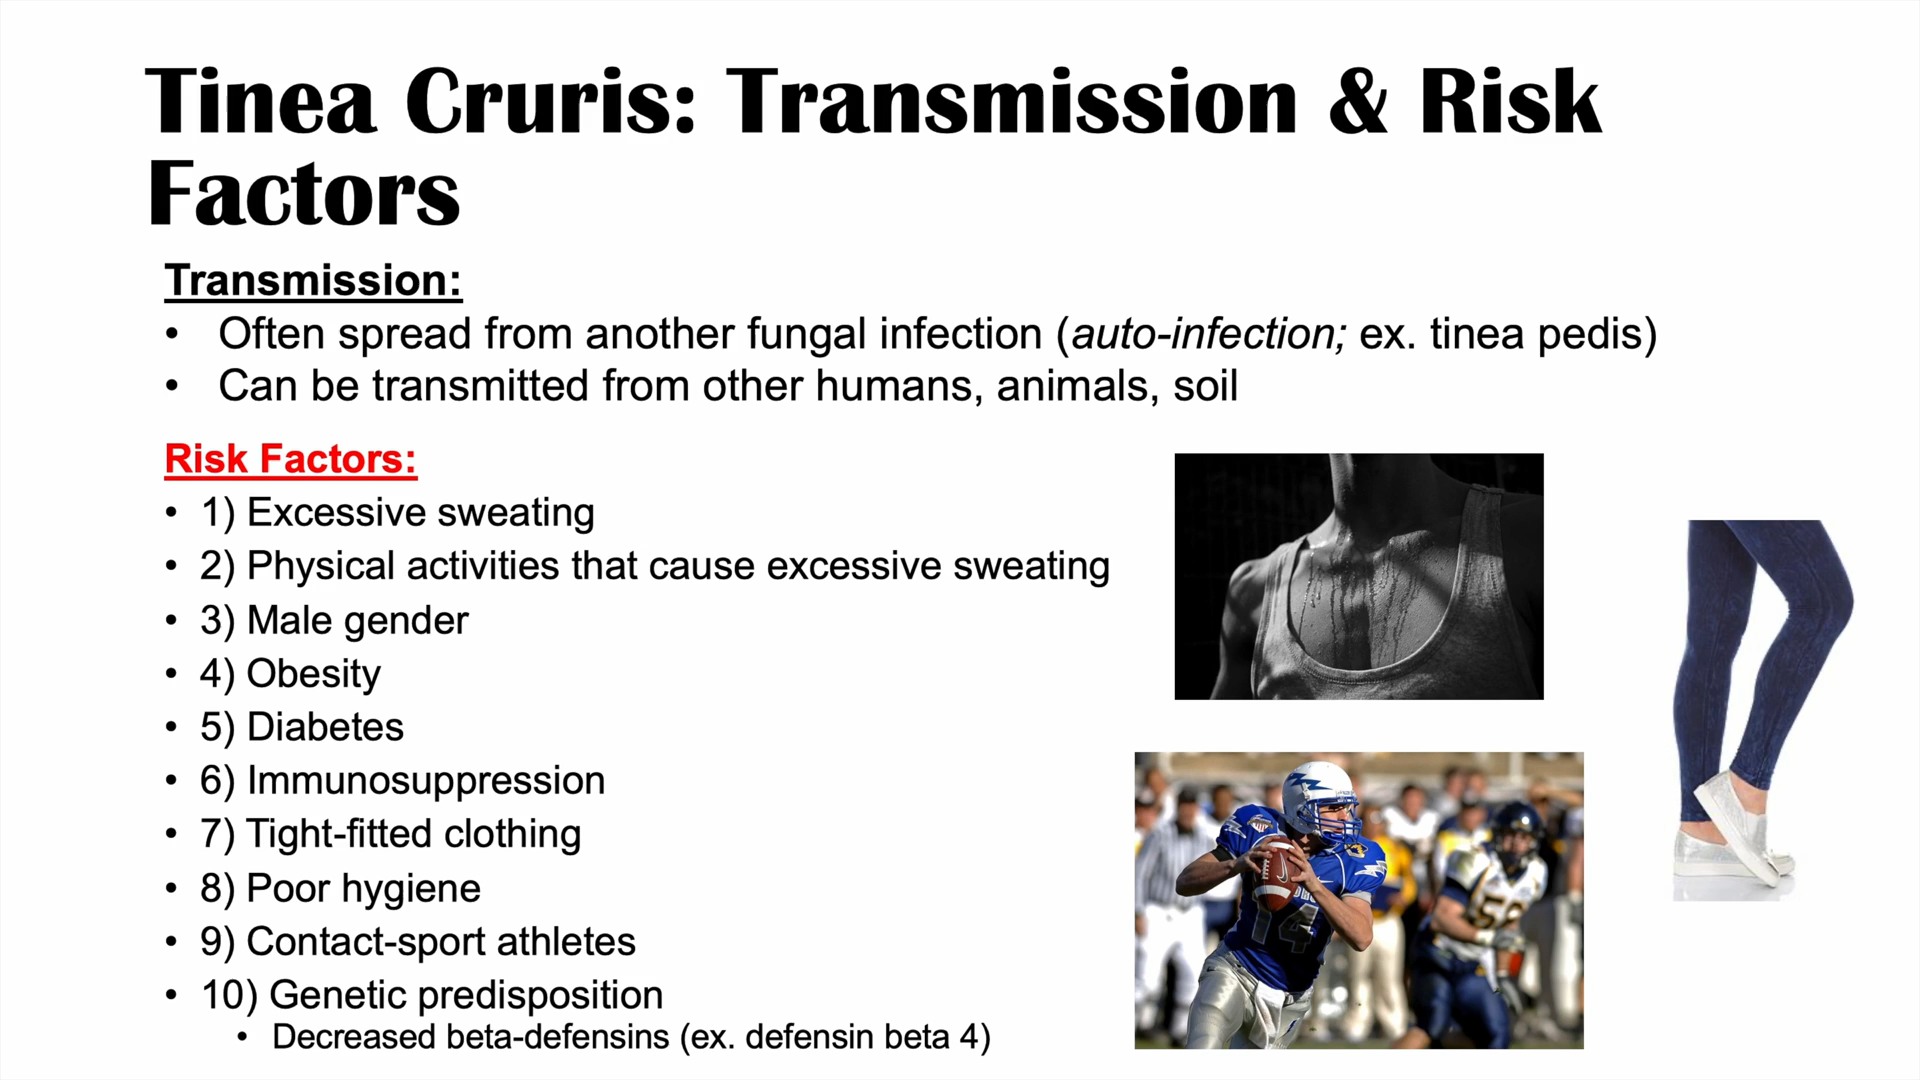 Tinea Cruris: Transmission & Risk
Factors
Transmission:
• Often spread from another fungal infection (auto-infection; ex. tinea pedis)
• Can be transmitted from other humans, animals, soil
Risk Factors:
• 1) Excessive sweating
• 2) Physical activities that cause excessive sweating
• 3) Male gender
• 4) Obesity
• 5) Diabetes
• 6) Immunosuppression
• 7) Tight-fitted clothing
• 8) Poor hygiene
• 9) Contact-sport athletes
• 10) Genetic predisposition
• Decreased beta-defensins (ex. defensin beta 4)
14